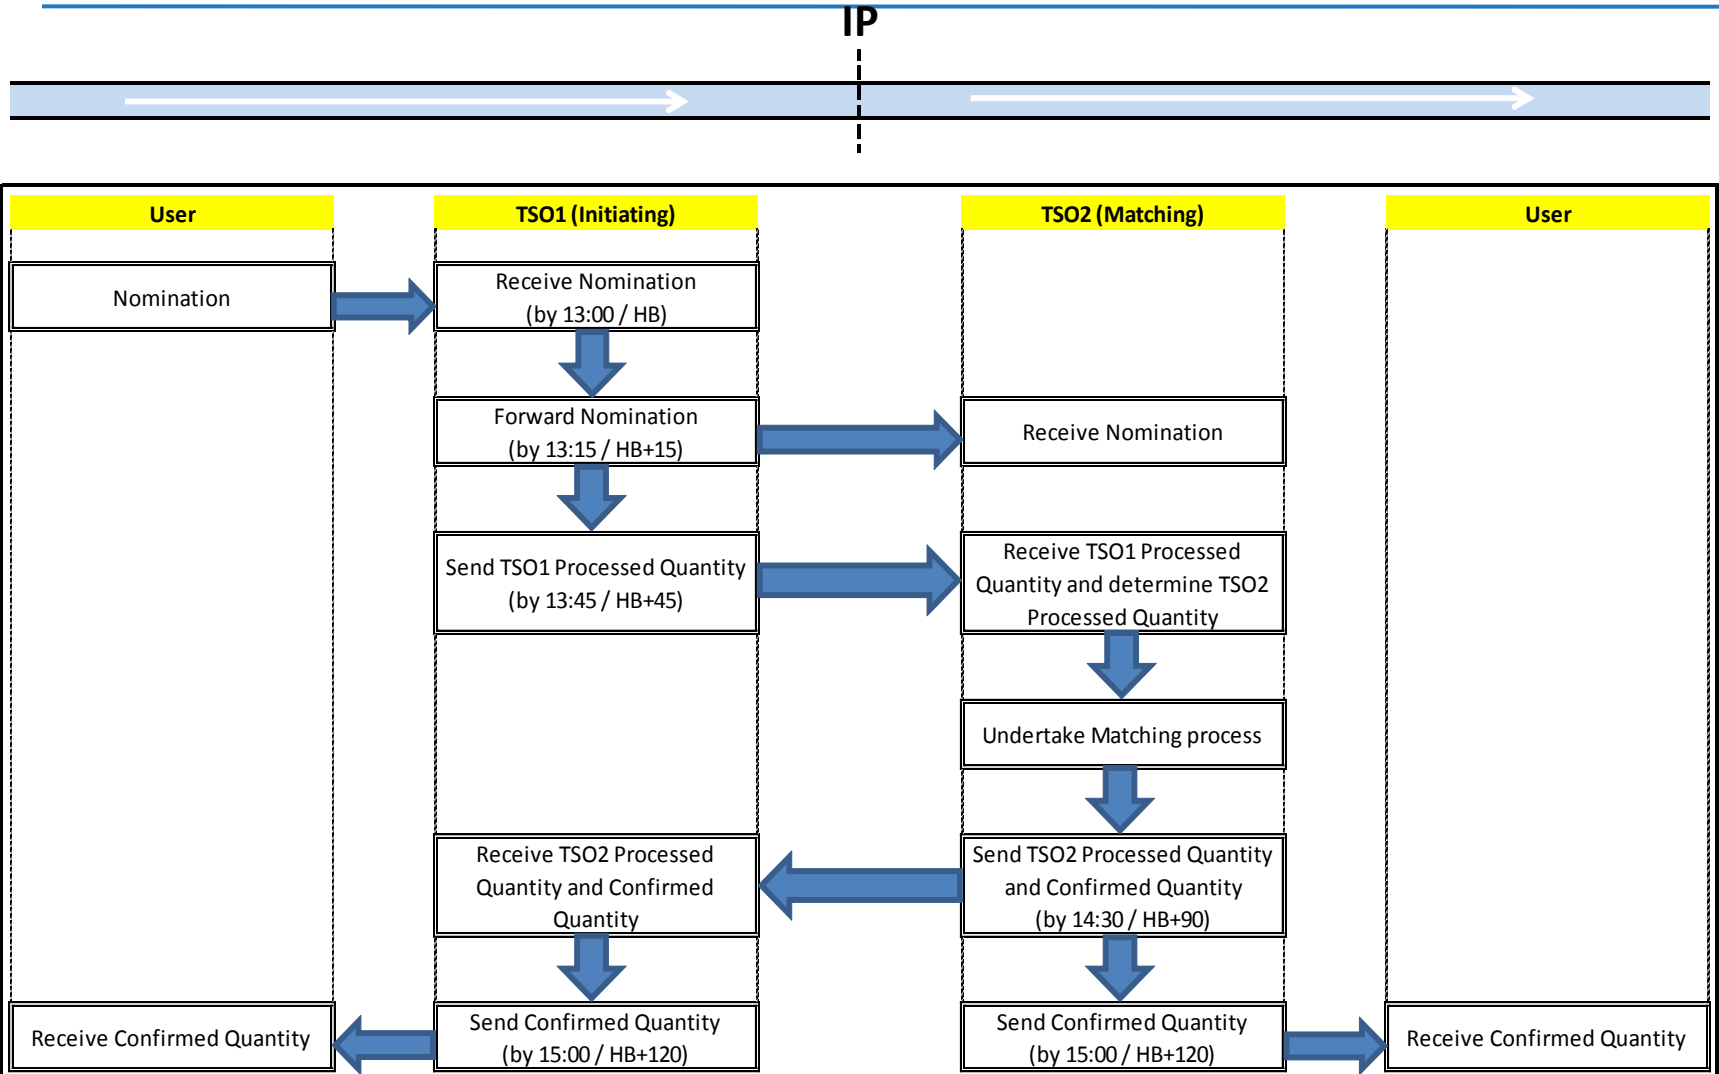 IP
User
TSO1 (Initiating)
TSO2 (Matching)
User
Nomination
Receive Nomination
(by 13:00 / HB)
Forward Nomination
(by 13:15 / HB+15)
Receive Nomination
Send TSO1 Processed Quantity
(by 13:45 / HB+45)
Receive TSO1 Processed
Quantity and determine TSO2
Processed Quantity
Undertake Matching process
Receive TSO2 Processed
Quantity and Confirmed
Quantity
Send TSO2 Processed Quantity
and Confirmed Quantity
(by 14:30 / HB+90)
Receive Confirmed Quantity
Send Confirmed Quantity
(by 15:00 / HB+120)
Send Confirmed Quantity
(by 15:00 / HB+120)
Receive Confirmed Quantity